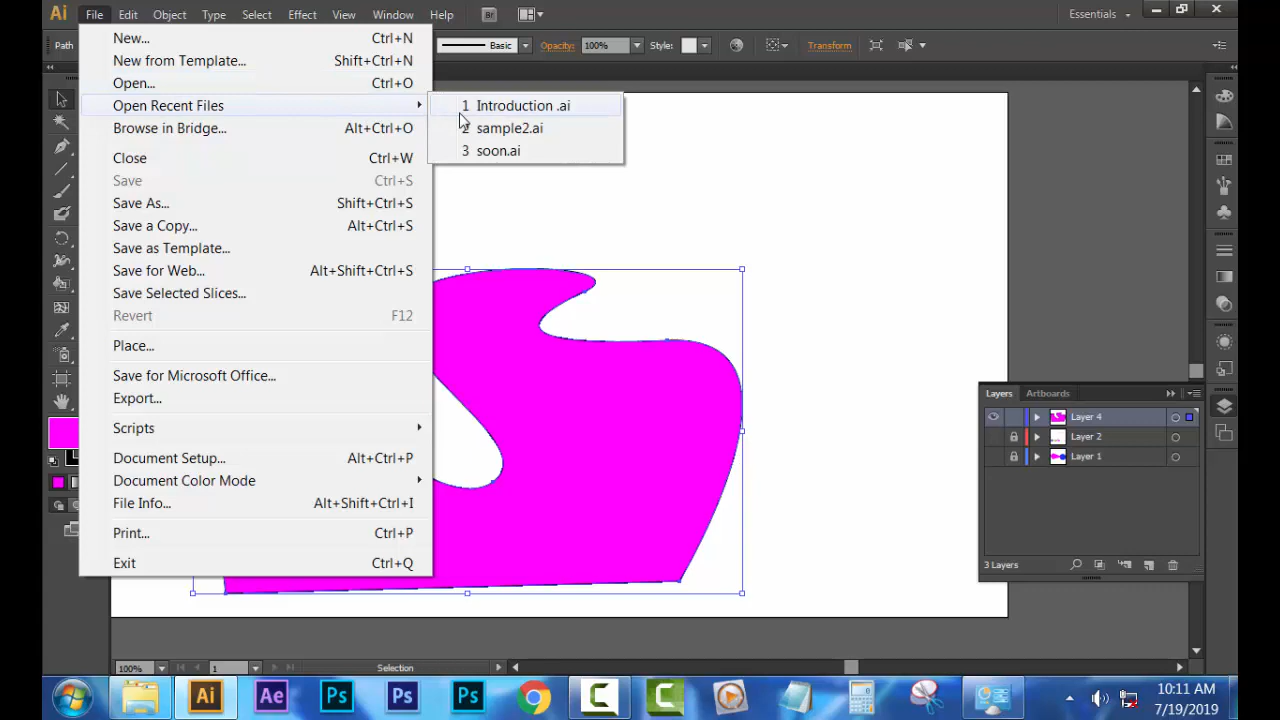 Ai File Edit Object Type Select Effect View Window Help Br Essentials
Path Basic Opacity: 100% Style: Transform
New... Ctrl+N
New from Template... Shift+Ctrl+N
Open... Ctrl+O
Open Recent Files
1 Introduction .ai
2 sample2.ai
3 soon.ai
Browse in Bridge... Alt+Ctrl+O
Close Ctrl+W
Save Ctrl+S
Save As... Shift+Ctrl+S
Save a Copy... Alt+Ctrl+S
Save as Template...
Save for Web... Alt+Shift+Ctrl+S
Save Selected Slices...
Revert F12
Place...
Save for Microsoft Office...
Export...
Scripts
Document Setup... Alt+Ctrl+P
Document Color Mode
File Info... Alt+Shift+Ctrl+I
Print... Ctrl+P
Exit Ctrl+Q
Layers Artboards
Layer 4
Layer 2
Layer 1
3 Layers
100% 1 Selection
Ai Ae Ps Ps Ps C C
10:11 AM
7/19/2019